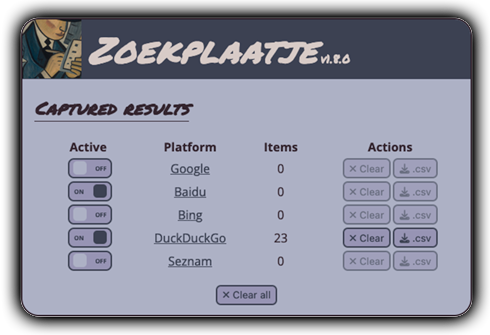 ZOEKPLAATJE v1.8.0
CAPTURED RESULTS
Active Platform Items Actions
OFF Google 0 × Clear .csv
ON Baidu 0 × Clear .csv
OFF Bing 0 × Clear .csv
ON DuckDuckGo 23 × Clear .csv
OFF Seznam 0 × Clear .csv
× Clear all